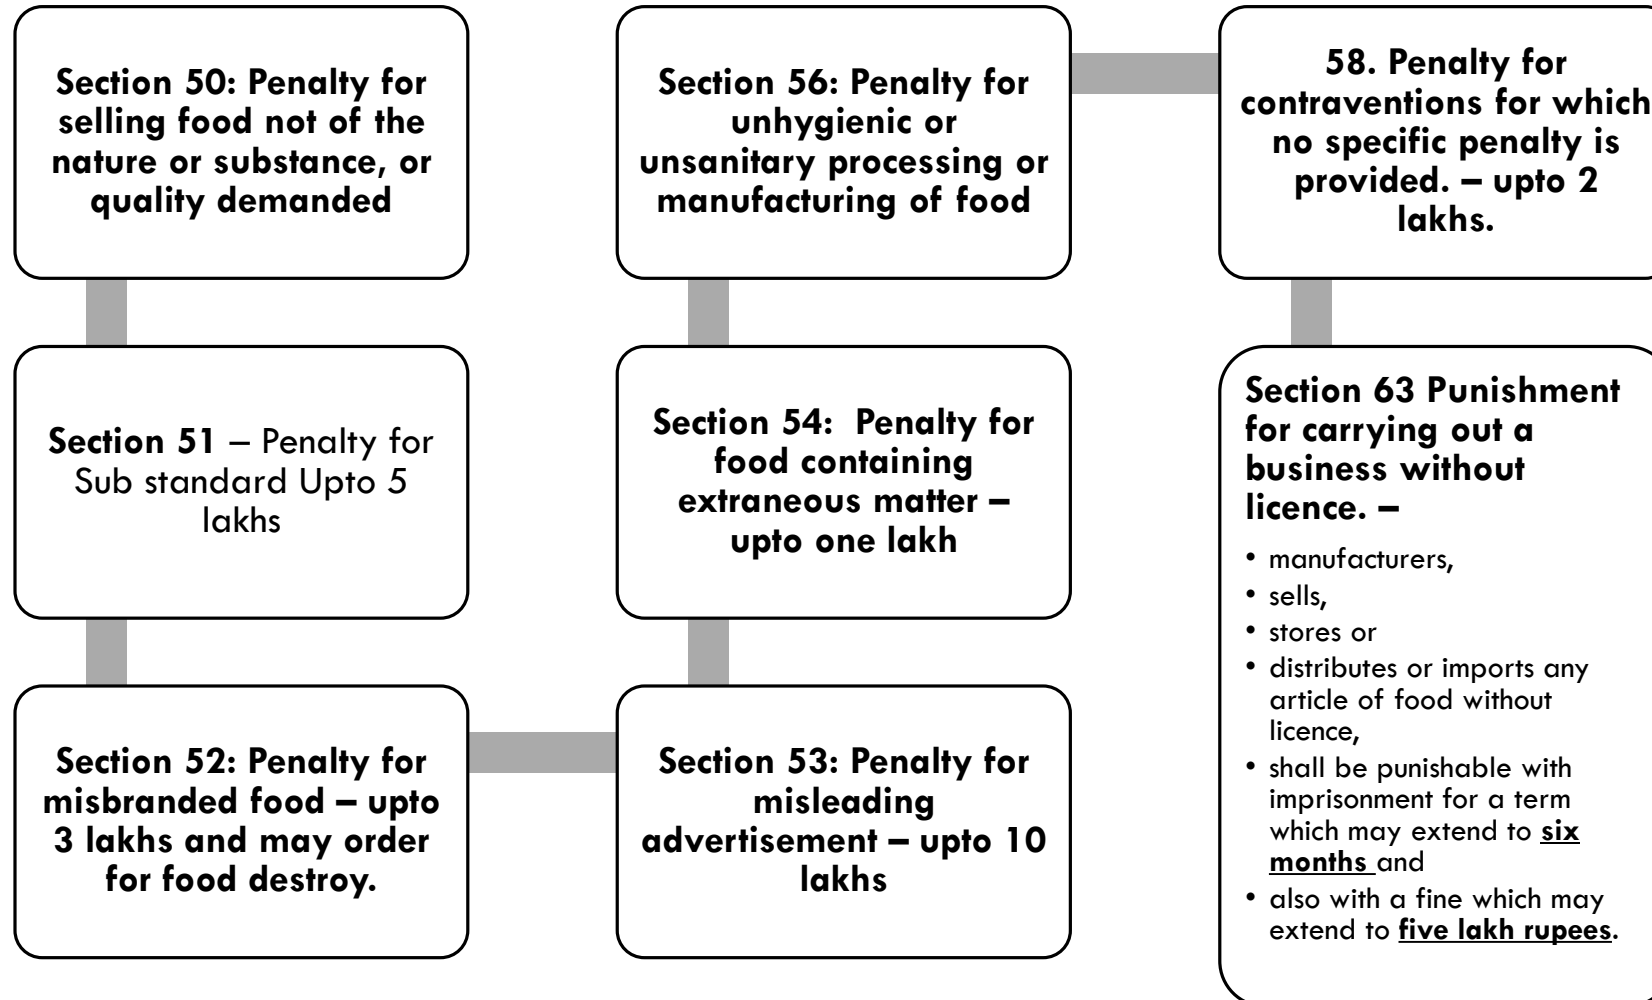 Section 50: Penalty for
selling food not of the
nature or substance, or
quality demanded
Section 51 – Penalty for
Sub standard Upto 5
lakhs
Section 52: Penalty for
misbranded food – upto
3 lakhs and may order
for food destroy.
Section 53: Penalty for
misleading
advertisement – upto 10
lakhs
Section 54:  Penalty for
food containing
extraneous matter –
upto one lakh
Section 56: Penalty for
unhygienic or
unsanitary processing or
manufacturing of food
58. Penalty for
contraventions for which
no specific penalty is
provided. – upto 2
lakhs.
Section 63 Punishment
for carrying out a
business without
licence. –
• manufacturers,
• sells,
• stores or
• distributes or imports any
article of food without
licence,
• shall be punishable with
imprisonment for a term
which may extend to six
months and
• also with a fine which may
extend to five lakh rupees.